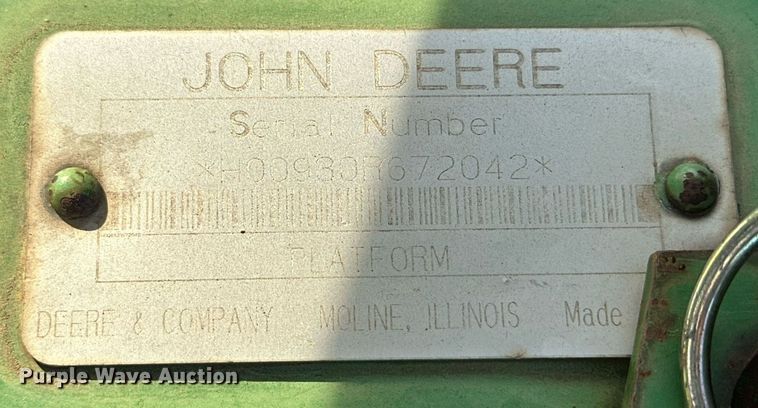 JOHN DEERE
Serial Number
*H00930R672042*
PLATFORM
DEERE & COMPANY MOLINE, ILLINOIS Made
Purple Wave Auction